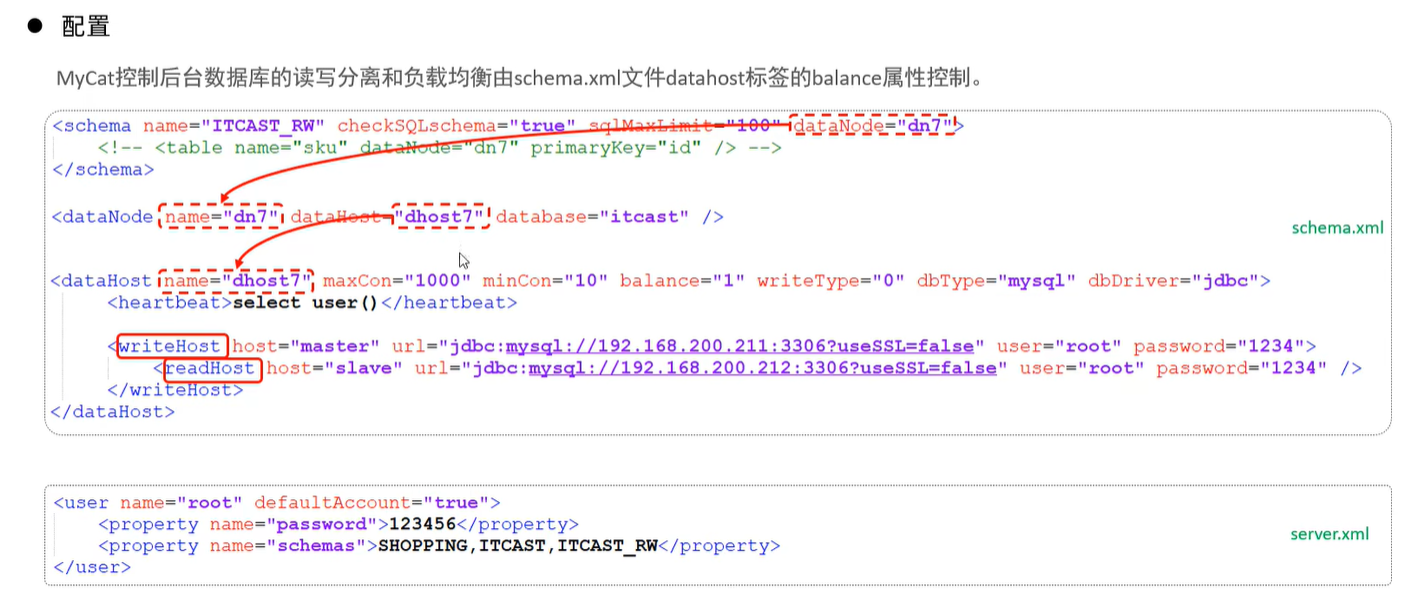 ● 配置
MyCat控制后台数据库的读写分离和负载均衡由schema.xml文件datahost标签的balance属性控制。
<schema name="ITCAST_RW" checkSQLschema="true" sqlMaxLimit="100" dataNode="dn7">
<!-- <table name="sku" dataNode="dn7" primaryKey="id" /> -->
</schema>
<dataNode name="dn7" dataHost="dhost7" database="itcast" />
schema.xml
<dataHost name="dhost7" maxCon="1000" minCon="10" balance="1" writeType="0" dbType="mysql" dbDriver="jdbc">
<heartbeat>select user()</heartbeat>
<writeHost host="master" url="jdbc:mysql://192.168.200.211:3306?useSSL=false" user="root" password="1234">
<readHost host="slave" url="jdbc:mysql://192.168.200.212:3306?useSSL=false" user="root" password="1234" />
</writeHost>
</dataHost>
<user name="root" defaultAccount="true">
<property name="password">123456</property>
<property name="schemas">SHOPPING,ITCAST,ITCAST_RW</property>
</user>
server.xml